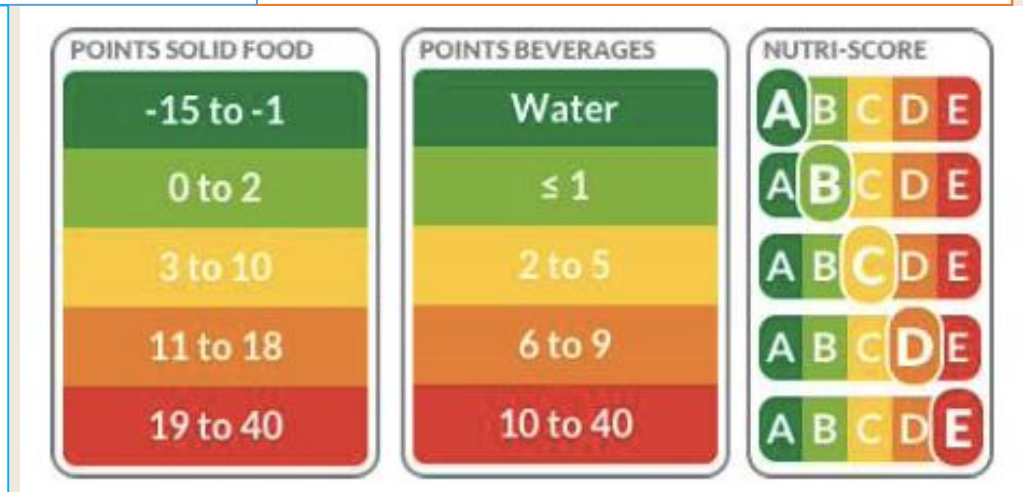 POINTS SOLID FOOD
-15 to -1
0 to 2
3 to 10
11 to 18
19 to 40
POINTS BEVERAGES
Water
≤ 1
2 to 5
6 to 9
10 to 40
NUTRI-SCORE
A B C D E
A B C D E
A B C D E
A B C D E
A B C D E